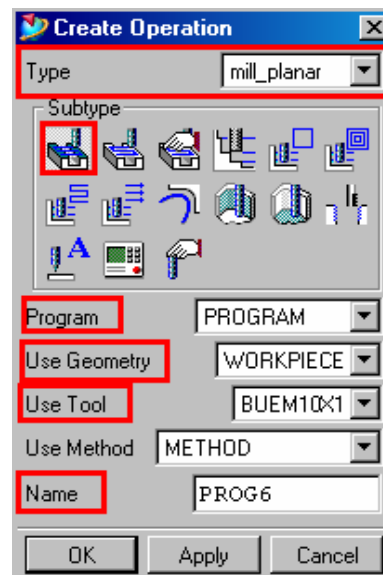 Create Operation
Type mill_planar
Subtype
A
Program PROGRAM
Use Geometry WORKPIECE
Use Tool BUEM10X1
Use Method METHOD
Name PROG6
OK Apply Cancel